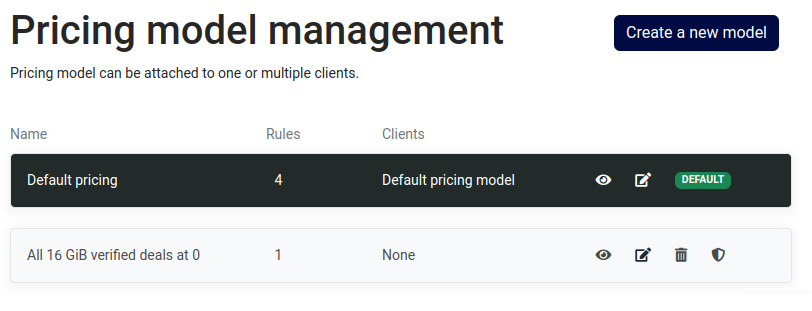 Pricing model management
Create a new model
Pricing model can be attached to one or multiple clients.
Name Rules Clients
Default pricing 4 Default pricing model DEFAULT
All 16 GiB verified deals at 0 1 None